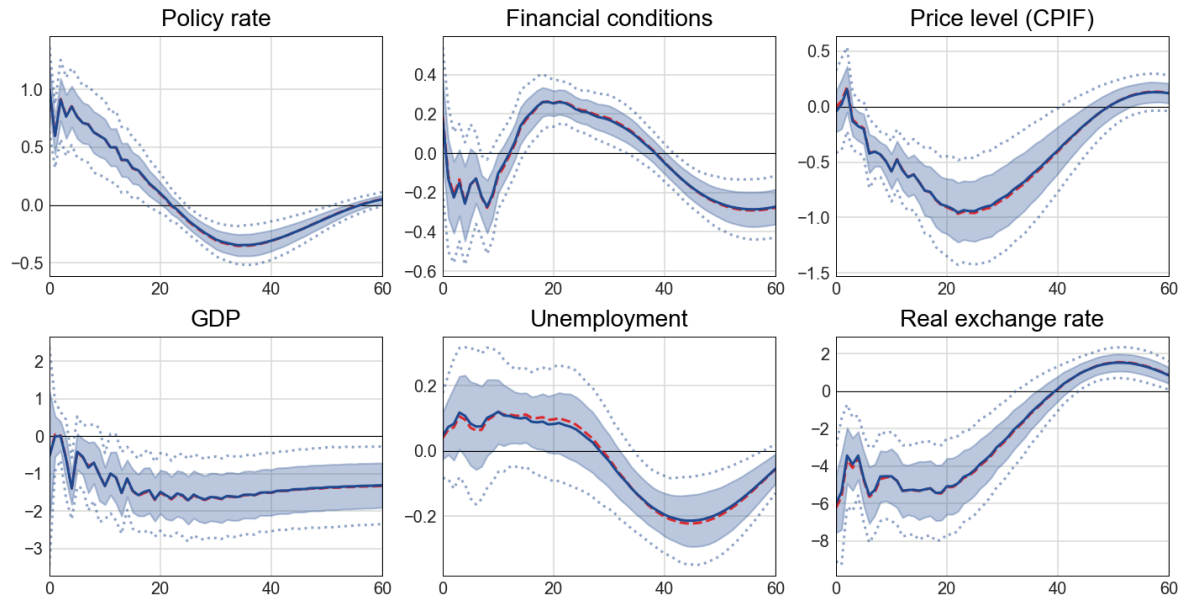 Policy rate
Financial conditions
Price level (CPIF)
1.0
0.5
0.0
−0.5
0 20 40 60
0.4
0.2
0.0
−0.2
−0.4
−0.6
0 20 40 60
0.5
0.0
−0.5
−1.0
−1.5
0 20 40 60
GDP
Unemployment
Real exchange rate
2
1
0
−1
−2
−3
0 20 40 60
0.2
0.0
−0.2
0 20 40 60
2
0
−2
−4
−6
−8
0 20 40 60